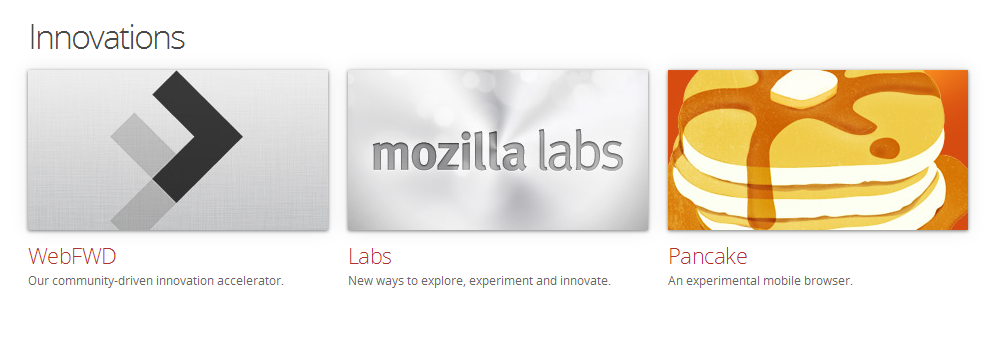 Innovations
mozilla labs
WebFWD
Our community-driven innovation accelerator.
Labs
New ways to explore, experiment and innovate.
Pancake
An experimental mobile browser.